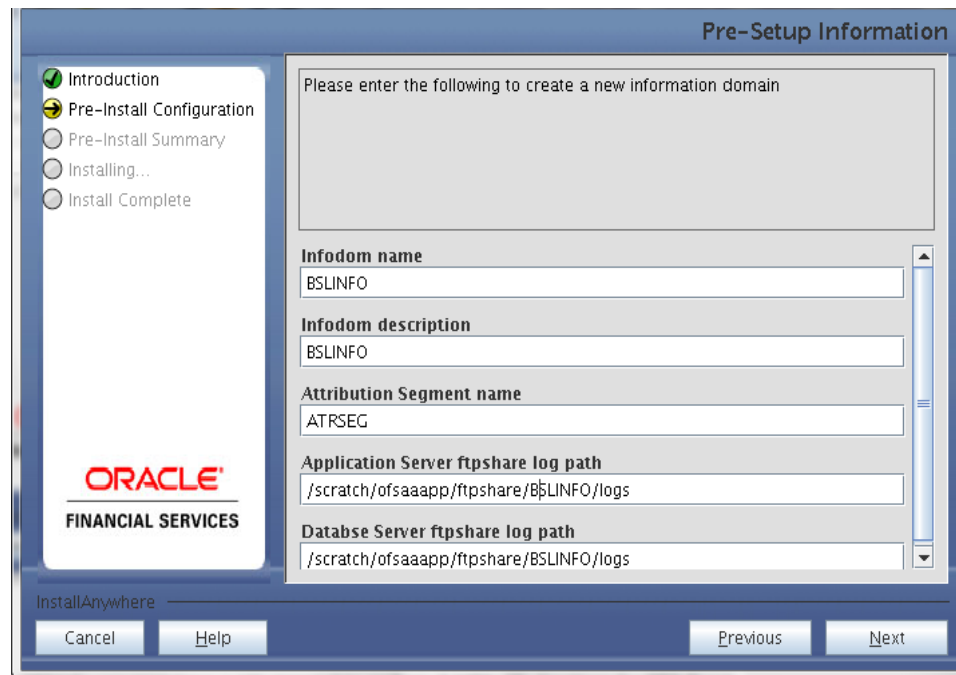 Pre-Setup Information
Introduction
Pre-Install Configuration
Pre-Install Summary
Installing...
Install Complete
ORACLE
FINANCIAL SERVICES
Please enter the following to create a new information domain
Infodom name
BSLINFO
Infodom description
BSLINFO
Attribution Segment name
ATRSEG
Application Server ftpshare log path
/scratch/ofsaaapp/ftpshare/BSLINFO/logs
Databse Server ftpshare log path
/scratch/ofsaaapp/ftpshare/BSLINFO/logs
InstallAnywhere
Cancel
Help
Previous
Next